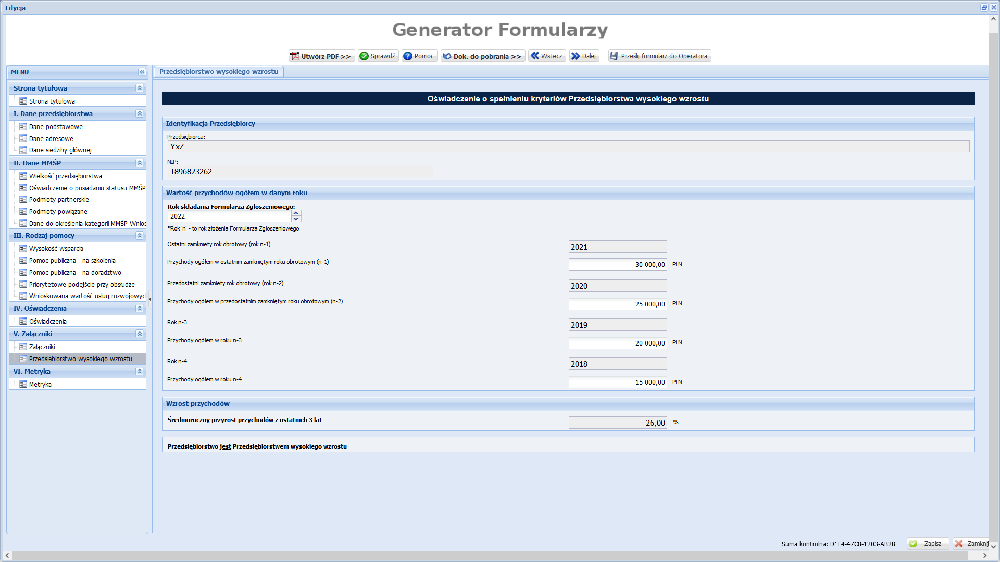 Edycja
Generator Formularzy
Utwórz PDF >>
Sprawdź
Pomoc
Dok. do pobrania >>
Wstecz
Dalej
Prześlij formularz do Operatora
MENU
Strona tytułowa
Strona tytułowa
I. Dane przedsiębiorstwa
Dane podstawowe
Dane adresowe
Dane siedziby głównej
II. Dane MMŚP
Wielkość przedsiębiorstwa
Oświadczenie o posiadaniu statusu MMŚP
Podmioty partnerskie
Podmioty powiązane
Dane do określenia kategorii MMŚP Wnios
III. Rodzaj pomocy
Wysokość wsparcia
Pomoc publiczna - na szkolenia
Pomoc publiczna - na doradztwo
Priorytetowe podejście przy obsłudze
Wnioskowana wartość usług rozwojowyc
IV. Oświadczenia
Oświadczenia
V. Załączniki
Załączniki
Przedsiębiorstwo wysokiego wzrostu
VI. Metryka
Metryka
Przedsiębiorstwo wysokiego wzrostu
Oświadczenie o spełnieniu kryteriów Przedsiębiorstwa wysokiego wzrostu
Identyfikacja Przedsiębiorcy
Przedsiębiorca:
YxZ
NIP:
1896823262
Wartość przychodów ogółem w danym roku
Rok składania Formularza Zgłoszeniowego:
2022
*Rok 'n' - to rok złożenia Formularza Zgłoszeniowego
Ostatni zamknięty rok obrotowy (rok n-1) 2021
Przychody ogółem w ostatnim zamkniętym roku obrotowym (n-1) 30 000,00 PLN
Przedostatni zamknięty rok obrotowy (rok n-2) 2020
Przychody ogółem w przedostatnim zamkniętym roku obrotowym (n-2) 25 000,00 PLN
Rok n-3 2019
Przychody ogółem w roku n-3 20 000,00 PLN
Rok n-4 2018
Przychody ogółem w roku n-4 15 000,00 PLN
Wzrost przychodów
Średnioroczny przyrost przychodów z ostatnich 3 lat 26,00 %
Przedsiębiorstwo jest Przedsiębiorstwem wysokiego wzrostu
Suma kontrolna: D1F4-47C8-1203-AB2B
Zapisz
Zamknij